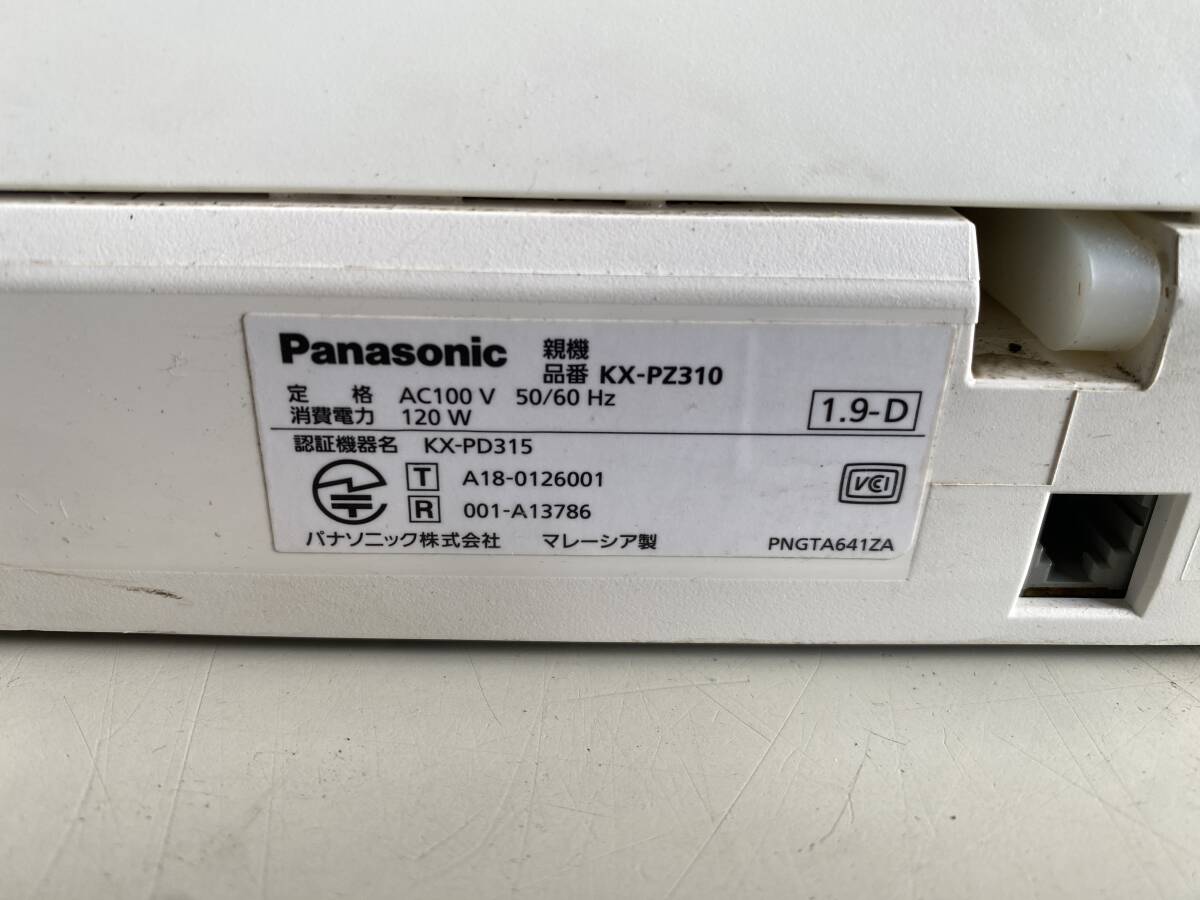 Panasonic 親機
品番 KX-PZ310
定 格 AC100 V 50/60 Hz
消費電力 120 W
1.9-D
認証機器名 KX-PD315
T A18-0126001
R 001-A13786
VCI
パナソニック株式会社 マレーシア製 PNGTA641ZA